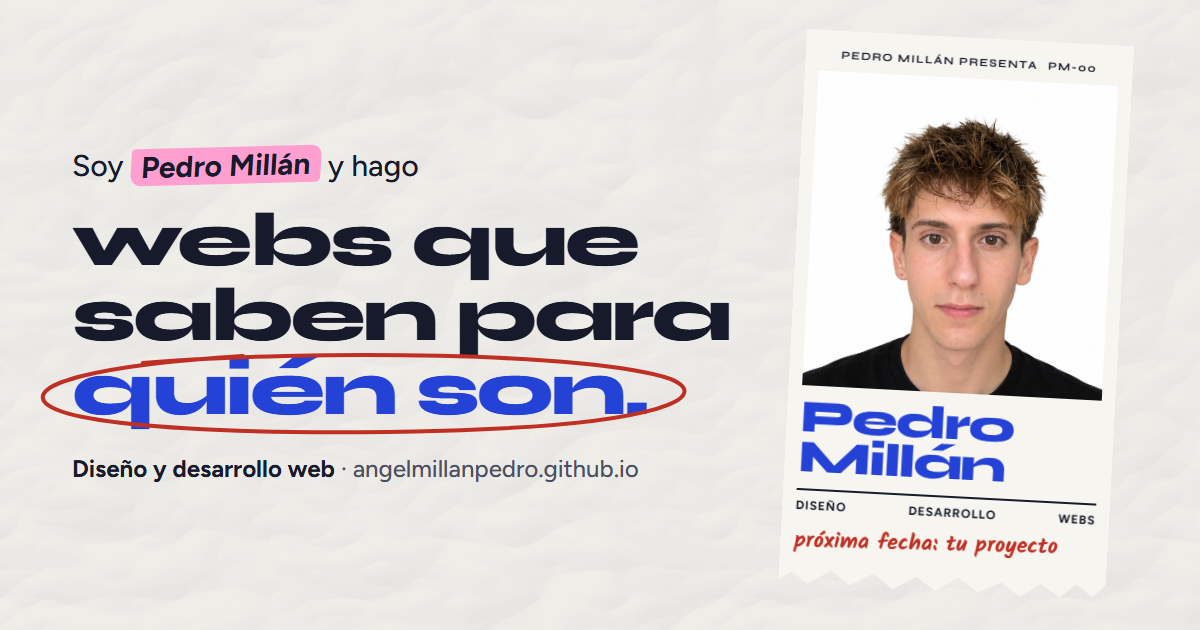 Soy Pedro Millán y hago
webs que
saben para
quién son.
Diseño y desarrollo web · angelmillanpedro.github.io
PEDRO MILLÁN PRESENTA PM-00
Pedro
Millán
DISEÑO DESARROLLO WEBS
próxima fecha: tu proyecto